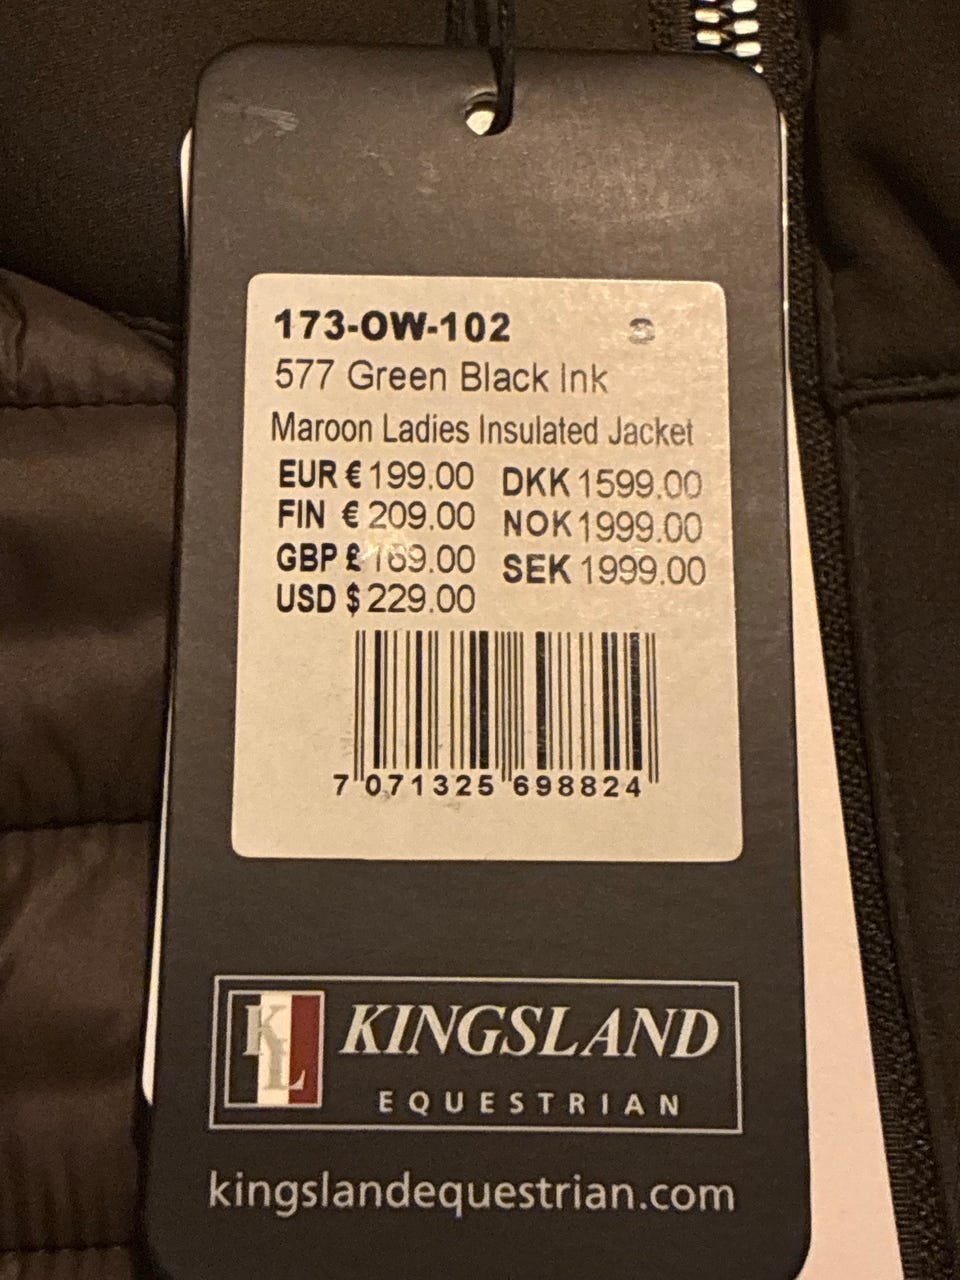 173-OW-102 S
577 Green Black Ink
Maroon Ladies Insulated Jacket
EUR € 199.00 DKK 1599.00
FIN € 209.00 NOK 1999.00
GBP £ 169.00 SEK 1999.00
USD $ 229.00
7 071325 698824
KL KINGSLAND
EQUESTRIAN
kingslandequestrian.com